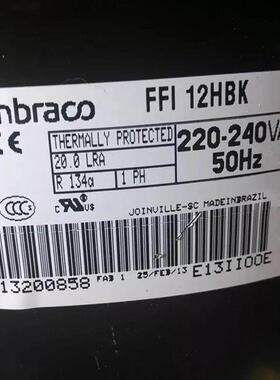 mbraco
FFI 12HBK
CE
THERMALLY PROTECTED
20.0 LRA
R 134a
1 PH
220-240V
50Hz
CCC
JOINVILLE-SC MADEINBRAZIL
13200858
FAB 1
25/FEB/13
E13II00E